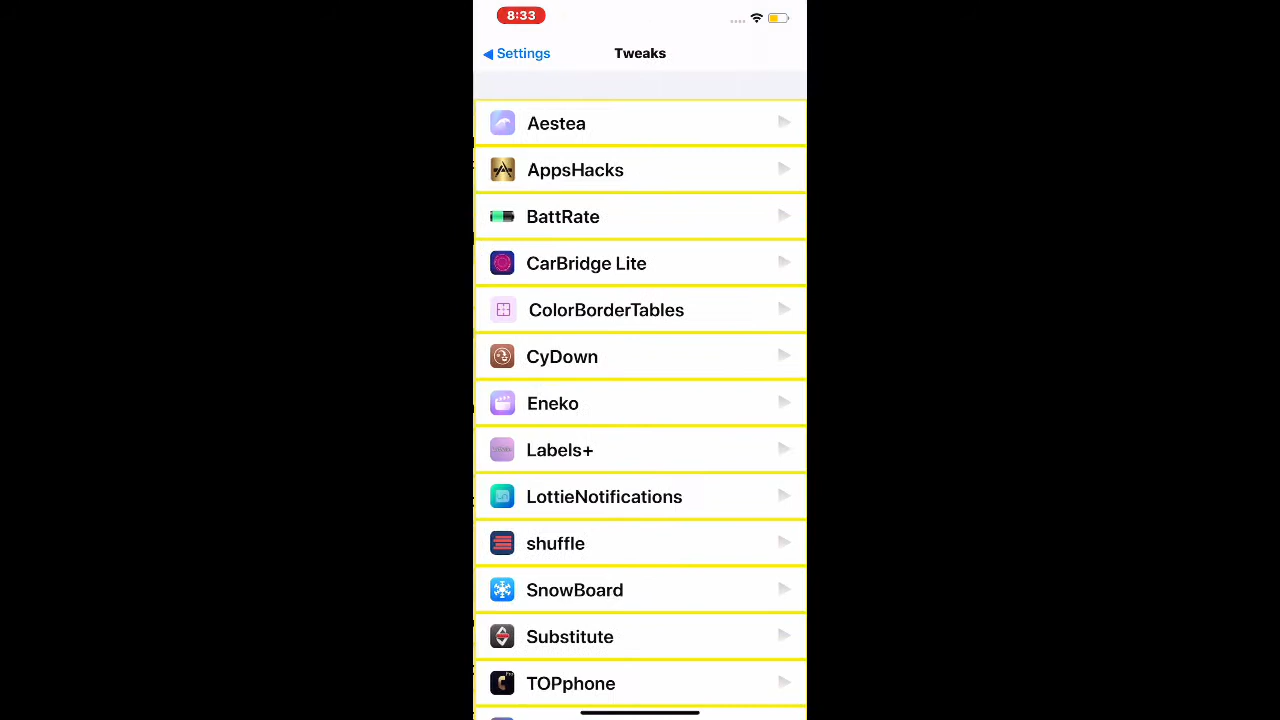 8:33
Settings
Tweaks
Aestea
AppsHacks
BattRate
CarBridge Lite
ColorBorderTables
CyDown
Eneko
Labels+
LottieNotifications
shuffle
SnowBoard
Substitute
TOPphone